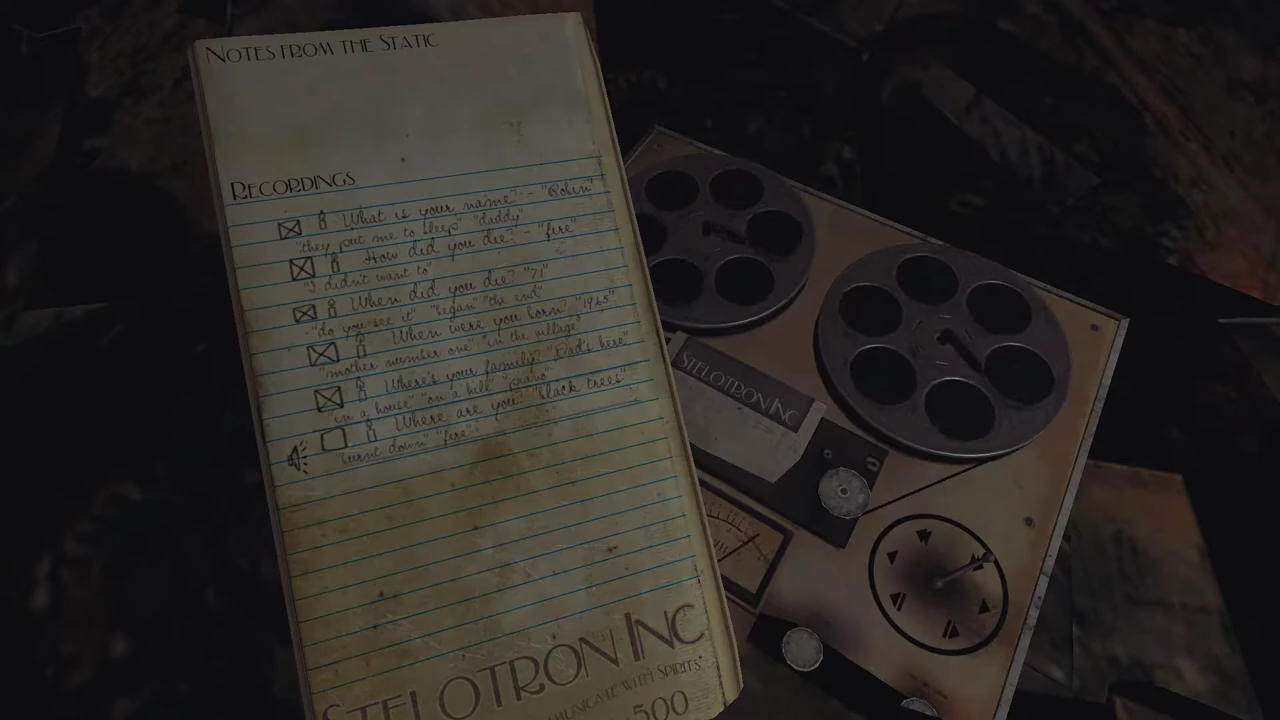 NOTES FROM THE STATIC
RECORDINGS
What is your name? - "Robin"
"they put me to sleep" "daddy"
How did you die? - "fire"
"I didn't want to"
When did you die? "71"
"do you see it" "began" "the end"
When were you born? "1965"
"mother number one" "in the village"
Where's your family? "Dad's here"
"in a house" "on a hill" "piano"
Where are you? "black trees"
"burnt down" "fire"
STELOTRON INC
WITH SPIRITS
500
STELOTRON INC